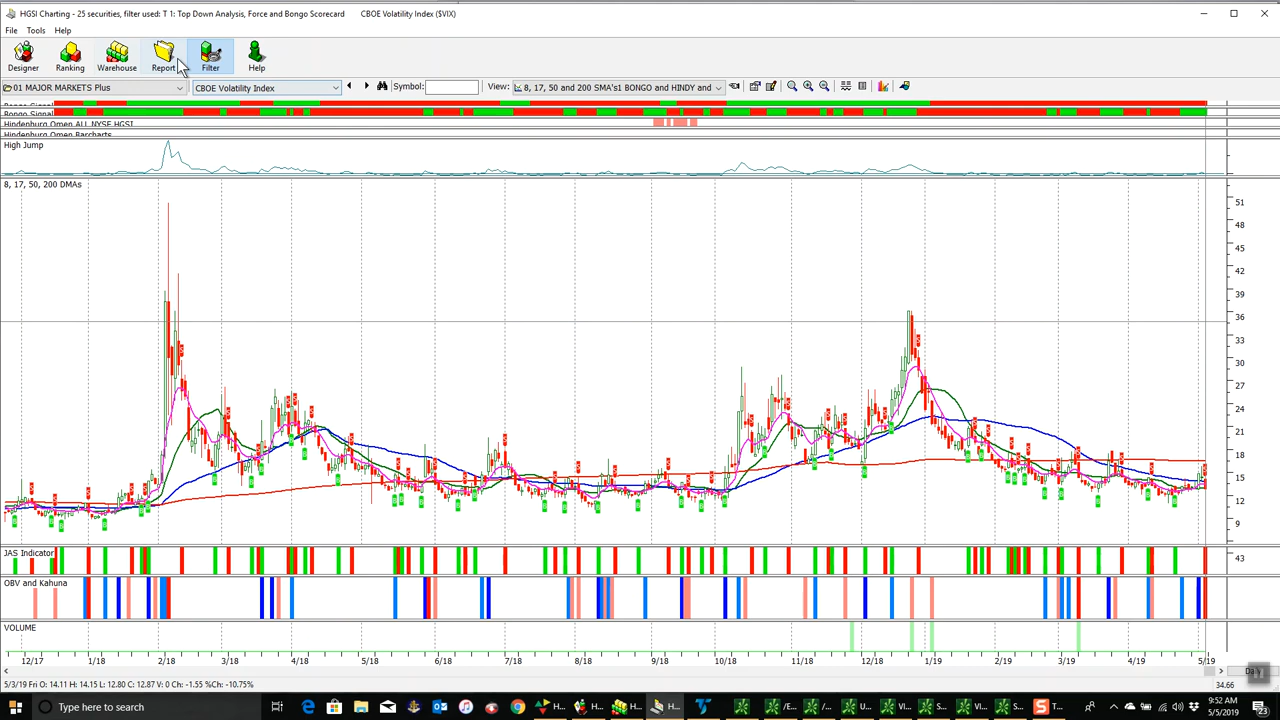 HGSI Charting - 25 securities, filter used: T 1: Top Down Analysis, Force and Bongo Scorecard CBOE Volatility Index ($VIX)
File Tools Help
Designer Ranking Warehouse Report Filter Help
01 MAJOR MARKETS Plus CBOE Volatility Index Symbol: View: 8, 17, 50 and 200 SMA's1 BONGO and HINDY and
Bongo Signal
Bongo Signal
Hindenburg Omen ALL NYSE HGSI
Hindenburg Omen Barcharts
High Jump
8, 17, 50, 200 DMAs
51
48
45
42
39
36
33
30
27
24
21
18
15
12
9
JAS Indicator
43
OBV and Kahuna
VOLUME
12/17 1/18 2/18 3/18 4/18 5/18 6/18 7/18 8/18 9/18 10/18 11/18 12/18 1/19 2/19 3/19 4/19 5/19
5/3/19 Fri O: 14.11 H: 14.15 L: 12.80 C: 12.87 V: 0 Ch: -1.55 %Ch: -10.75% 34.66
Type here to search
9:52 AM
5/5/2019